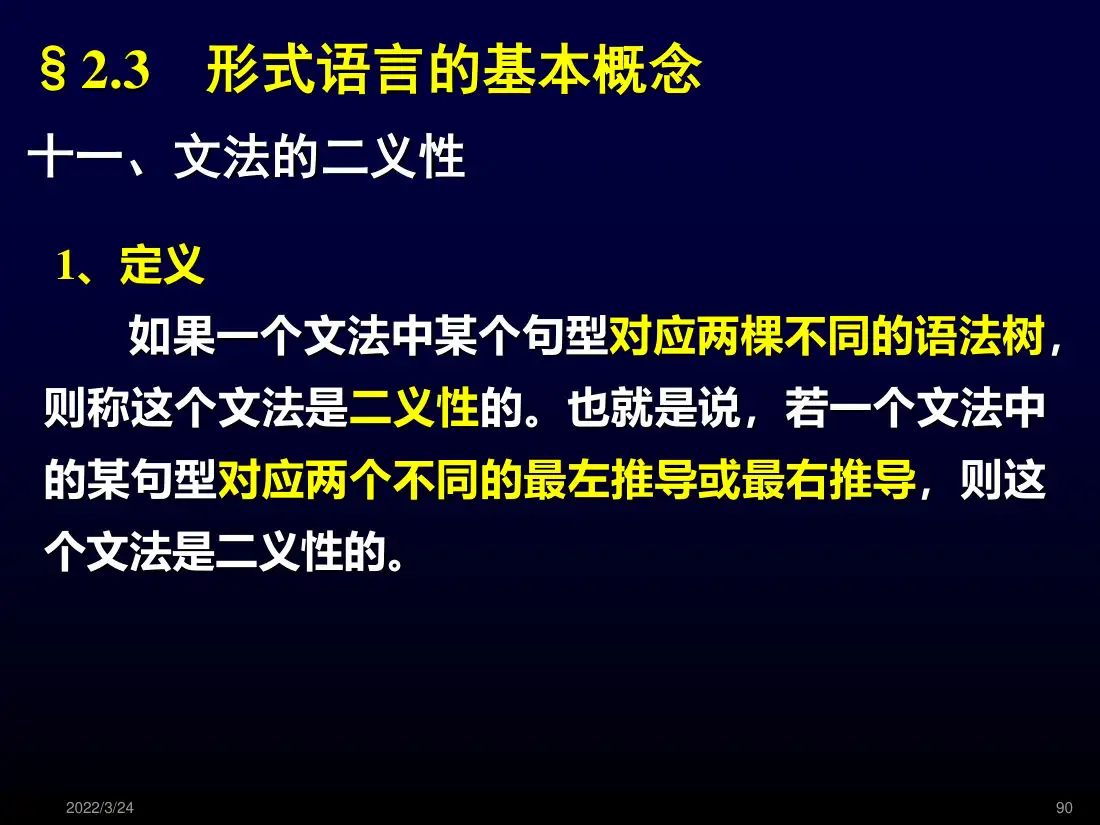 §2.3 形式语言的基本概念
十一、文法的二义性
1、定义
如果一个文法中某个句型对应两棵不同的语法树，
则称这个文法是二义性的。也就是说，若一个文法中
的某句型对应两个不同的最左推导或最右推导，则这
个文法是二义性的。
2022/3/24
90